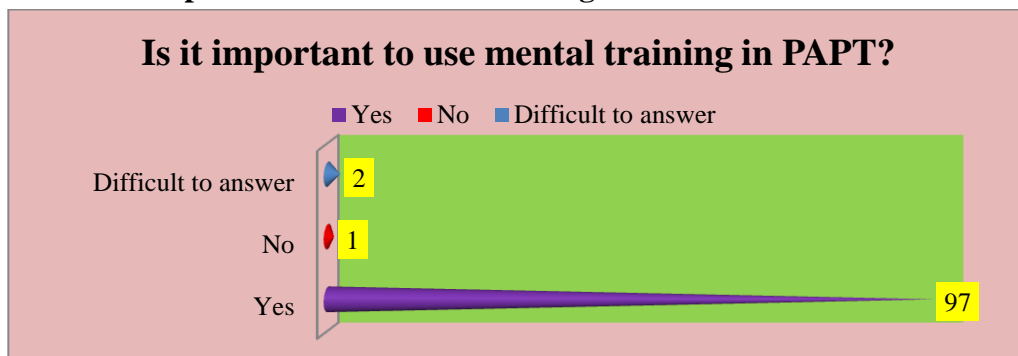 Is it important to use mental training in PAPT?
Yes No Difficult to answer
Difficult to answer 2
No 1
Yes 97